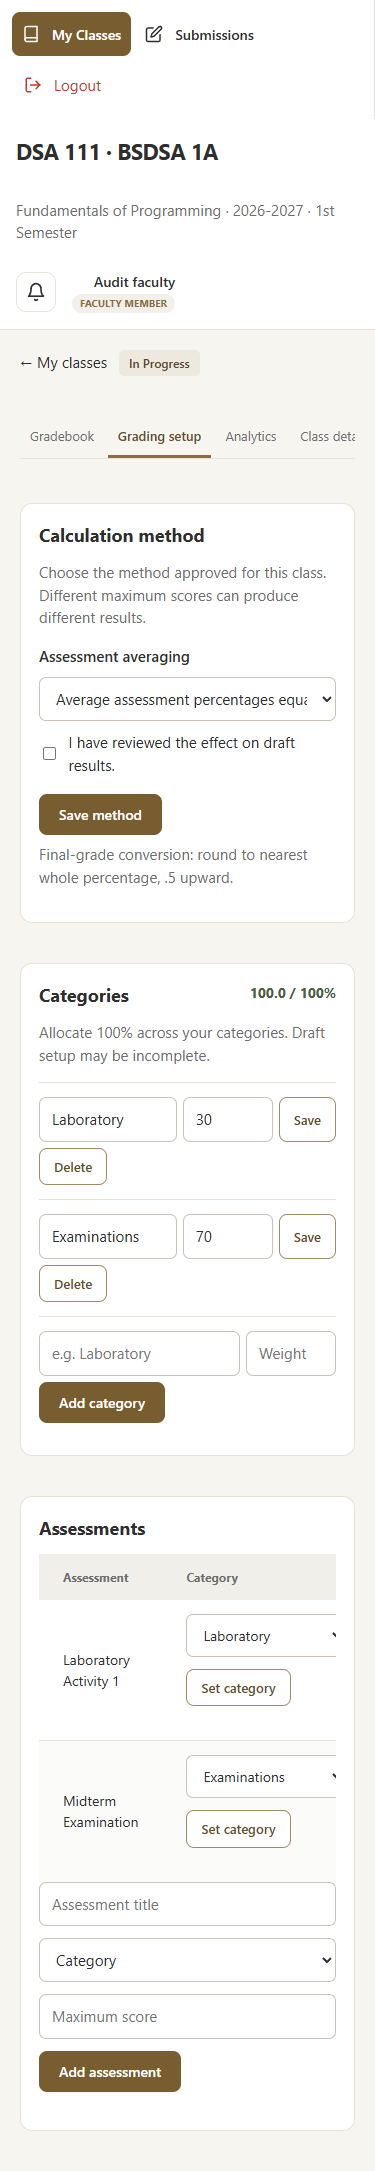 My Classes
Submissions
Logout
DSA 111 · BSDSA 1A
Fundamentals of Programming · 2026-2027 · 1st
Semester
Audit faculty
FACULTY MEMBER
← My classes
In Progress
Gradebook
Grading setup
Analytics
Class deta
Calculation method
Choose the method approved for this class.
Different maximum scores can produce
different results.
Assessment averaging
Average assessment percentages equa
I have reviewed the effect on draft
results.
Save method
Final-grade conversion: round to nearest
whole percentage, .5 upward.
Categories
100.0 / 100%
Allocate 100% across your categories. Draft
setup may be incomplete.
Laboratory
30
Save
Delete
Examinations
70
Save
Delete
e.g. Laboratory
Weight
Add category
Assessments
Assessment
Category
Laboratory
Activity 1
Laboratory
Set category
Midterm
Examination
Examinations
Set category
Assessment title
Category
Maximum score
Add assessment